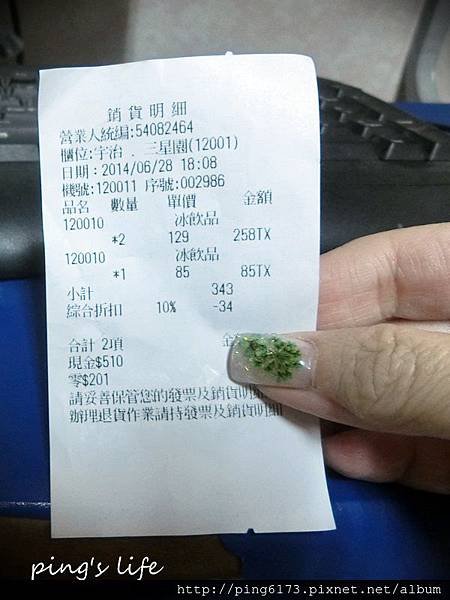 銷貨明細
營業人統編:54082464
櫃位:宇治 . 三星園(12001)
日期：2014/06/28 18:08
機號:120011 序號:002986
品名 數量 單價 金額
120010 冰飲品
*2 129 258TX
120010 冰飲品
*1 85 85TX
小計 343
綜合折扣 10% -34
合計 2項 金
現金$510
零$201
請妥善保管您的發票及銷貨明細
辦理退貨作業請持發票及銷貨明細
ping's life
http://ping6173.pixnet.net/album